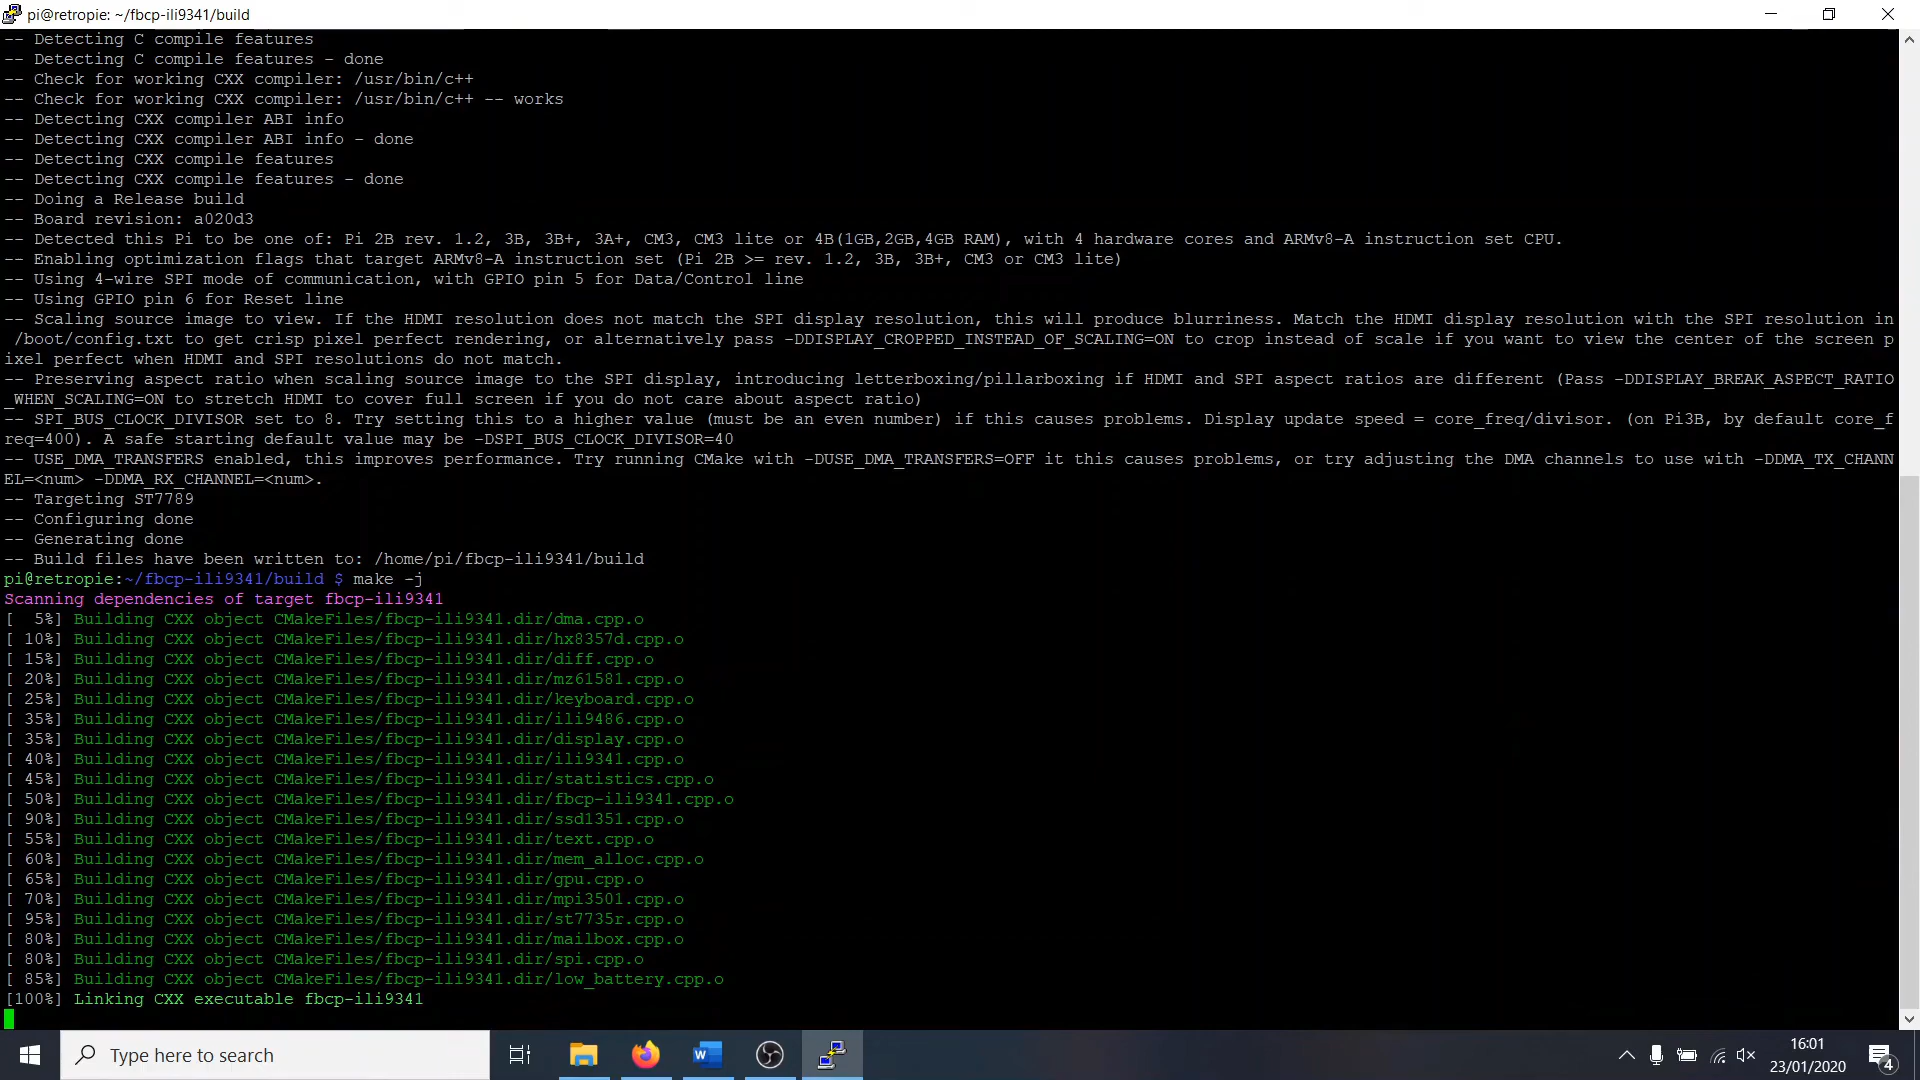 pi@retropie: ~/fbcp-ili9341/build
-- Detecting C compile features
-- Detecting C compile features - done
-- Check for working CXX compiler: /usr/bin/c++
-- Check for working CXX compiler: /usr/bin/c++ -- works
-- Detecting CXX compiler ABI info
-- Detecting CXX compiler ABI info - done
-- Detecting CXX compile features
-- Detecting CXX compile features - done
-- Doing a Release build
-- Board revision: a020d3
-- Detected this Pi to be one of: Pi 2B rev. 1.2, 3B, 3B+, 3A+, CM3, CM3 lite or 4B(1GB,2GB,4GB RAM), with 4 hardware cores and ARMv8-A instruction set CPU.
-- Enabling optimization flags that target ARMv8-A instruction set (Pi 2B >= rev. 1.2, 3B, 3B+, CM3 or CM3 lite)
-- Using 4-wire SPI mode of communication, with GPIO pin 5 for Data/Control line
-- Using GPIO pin 6 for Reset line
-- Scaling source image to view. If the HDMI resolution does not match the SPI display resolution, this will produce blurriness. Match the HDMI display resolution with the SPI resolution in
/boot/config.txt to get crisp pixel perfect rendering, or alternatively pass -DDISPLAY_CROPPED_INSTEAD_OF_SCALING=ON to crop instead of scale if you want to view the center of the screen p
ixel perfect when HDMI and SPI resolutions do not match.
-- Preserving aspect ratio when scaling source image to the SPI display, introducing letterboxing/pillarboxing if HDMI and SPI aspect ratios are different (Pass -DDISPLAY_BREAK_ASPECT_RATIO
_WHEN_SCALING=ON to stretch HDMI to cover full screen if you do not care about aspect ratio)
-- SPI_BUS_CLOCK_DIVISOR set to 8. Try setting this to a higher value (must be an even number) if this causes problems. Display update speed = core_freq/divisor. (on Pi3B, by default core_f
req=400). A safe starting default value may be -DSPI_BUS_CLOCK_DIVISOR=40
-- USE_DMA_TRANSFERS enabled, this improves performance. Try running CMake with -DUSE_DMA_TRANSFERS=OFF it this causes problems, or try adjusting the DMA channels to use with -DDMA_TX_CHANN
EL=<num> -DDMA_RX_CHANNEL=<num>.
-- Targeting ST7789
-- Configuring done
-- Generating done
-- Build files have been written to: /home/pi/fbcp-ili9341/build
pi@retropie:~/fbcp-ili9341/build $ make -j
Scanning dependencies of target fbcp-ili9341
[  5%] Building CXX object CMakeFiles/fbcp-ili9341.dir/dma.cpp.o
[ 10%] Building CXX object CMakeFiles/fbcp-ili9341.dir/hx8357d.cpp.o
[ 15%] Building CXX object CMakeFiles/fbcp-ili9341.dir/diff.cpp.o
[ 20%] Building CXX object CMakeFiles/fbcp-ili9341.dir/mz61581.cpp.o
[ 25%] Building CXX object CMakeFiles/fbcp-ili9341.dir/keyboard.cpp.o
[ 35%] Building CXX object CMakeFiles/fbcp-ili9341.dir/ili9486.cpp.o
[ 35%] Building CXX object CMakeFiles/fbcp-ili9341.dir/display.cpp.o
[ 40%] Building CXX object CMakeFiles/fbcp-ili9341.dir/ili9341.cpp.o
[ 45%] Building CXX object CMakeFiles/fbcp-ili9341.dir/statistics.cpp.o
[ 50%] Building CXX object CMakeFiles/fbcp-ili9341.dir/fbcp-ili9341.cpp.o
[ 90%] Building CXX object CMakeFiles/fbcp-ili9341.dir/ssd1351.cpp.o
[ 55%] Building CXX object CMakeFiles/fbcp-ili9341.dir/text.cpp.o
[ 60%] Building CXX object CMakeFiles/fbcp-ili9341.dir/mem_alloc.cpp.o
[ 65%] Building CXX object CMakeFiles/fbcp-ili9341.dir/gpu.cpp.o
[ 70%] Building CXX object CMakeFiles/fbcp-ili9341.dir/mpi3501.cpp.o
[ 95%] Building CXX object CMakeFiles/fbcp-ili9341.dir/st7735r.cpp.o
[ 80%] Building CXX object CMakeFiles/fbcp-ili9341.dir/mailbox.cpp.o
[ 80%] Building CXX object CMakeFiles/fbcp-ili9341.dir/spi.cpp.o
[ 85%] Building CXX object CMakeFiles/fbcp-ili9341.dir/low_battery.cpp.o
[100%] Linking CXX executable fbcp-ili9341
Type here to search
W
16:01
23/01/2020
4